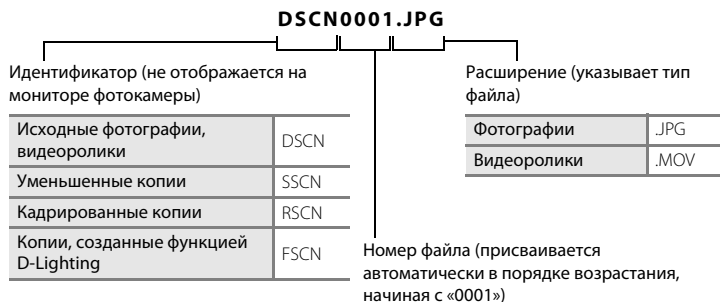 DSCN0001.JPG
Идентификатор (не отображается на
мониторе фотокамеры)
Исходные фотографии,
видеоролики
DSCN
Уменьшенные копии
SSCN
Кадрированные копии
RSCN
Копии, созданные функцией
D-Lighting
FSCN
Расширение (указывает тип
файла)
Фотографии
.JPG
Видеоролики
.MOV
Номер файла (присваивается
автоматически в порядке возрастания,
начиная с «0001»)